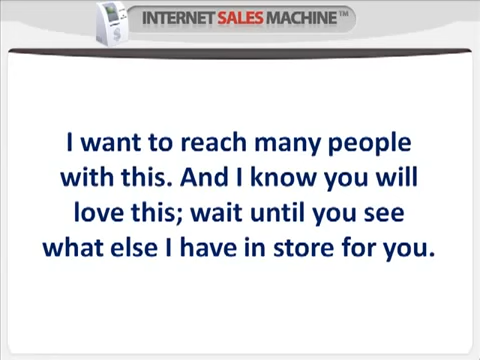 INTERNET SALES MACHINE™
I want to reach many people
with this. And I know you will
love this; wait until you see
what else I have in store for you.